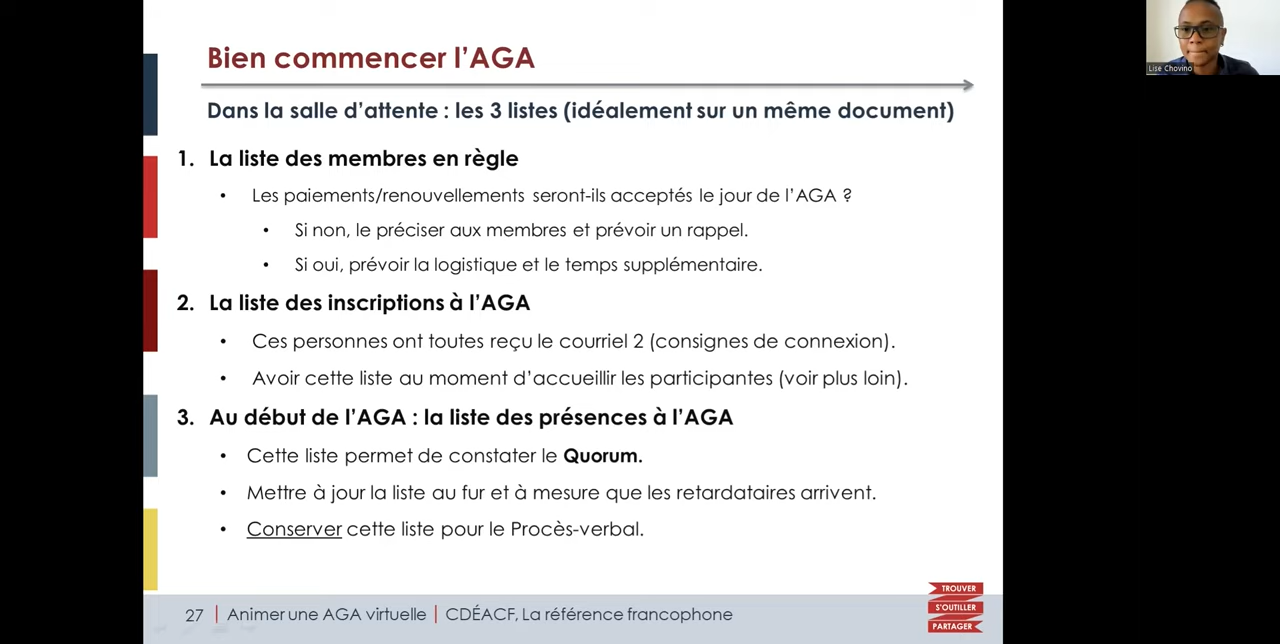 Bien commencer l’AGA
Lise Chovino
Dans la salle d’attente : les 3 listes (idéalement sur un même document)
1. La liste des membres en règle
• Les paiements/renouvellements seront-ils acceptés le jour de l’AGA ?
• Si non, le préciser aux membres et prévoir un rappel.
• Si oui, prévoir la logistique et le temps supplémentaire.
2. La liste des inscriptions à l’AGA
• Ces personnes ont toutes reçu le courriel 2 (consignes de connexion).
• Avoir cette liste au moment d’accueillir les participantes (voir plus loin).
3. Au début de l’AGA : la liste des présences à l’AGA
• Cette liste permet de constater le Quorum.
• Mettre à jour la liste au fur et à mesure que les retardataires arrivent.
• Conserver cette liste pour le Procès-verbal.
27 | Animer une AGA virtuelle | CDÉACF, La référence francophone
TROUVER
S’OUTILLER
PARTAGER